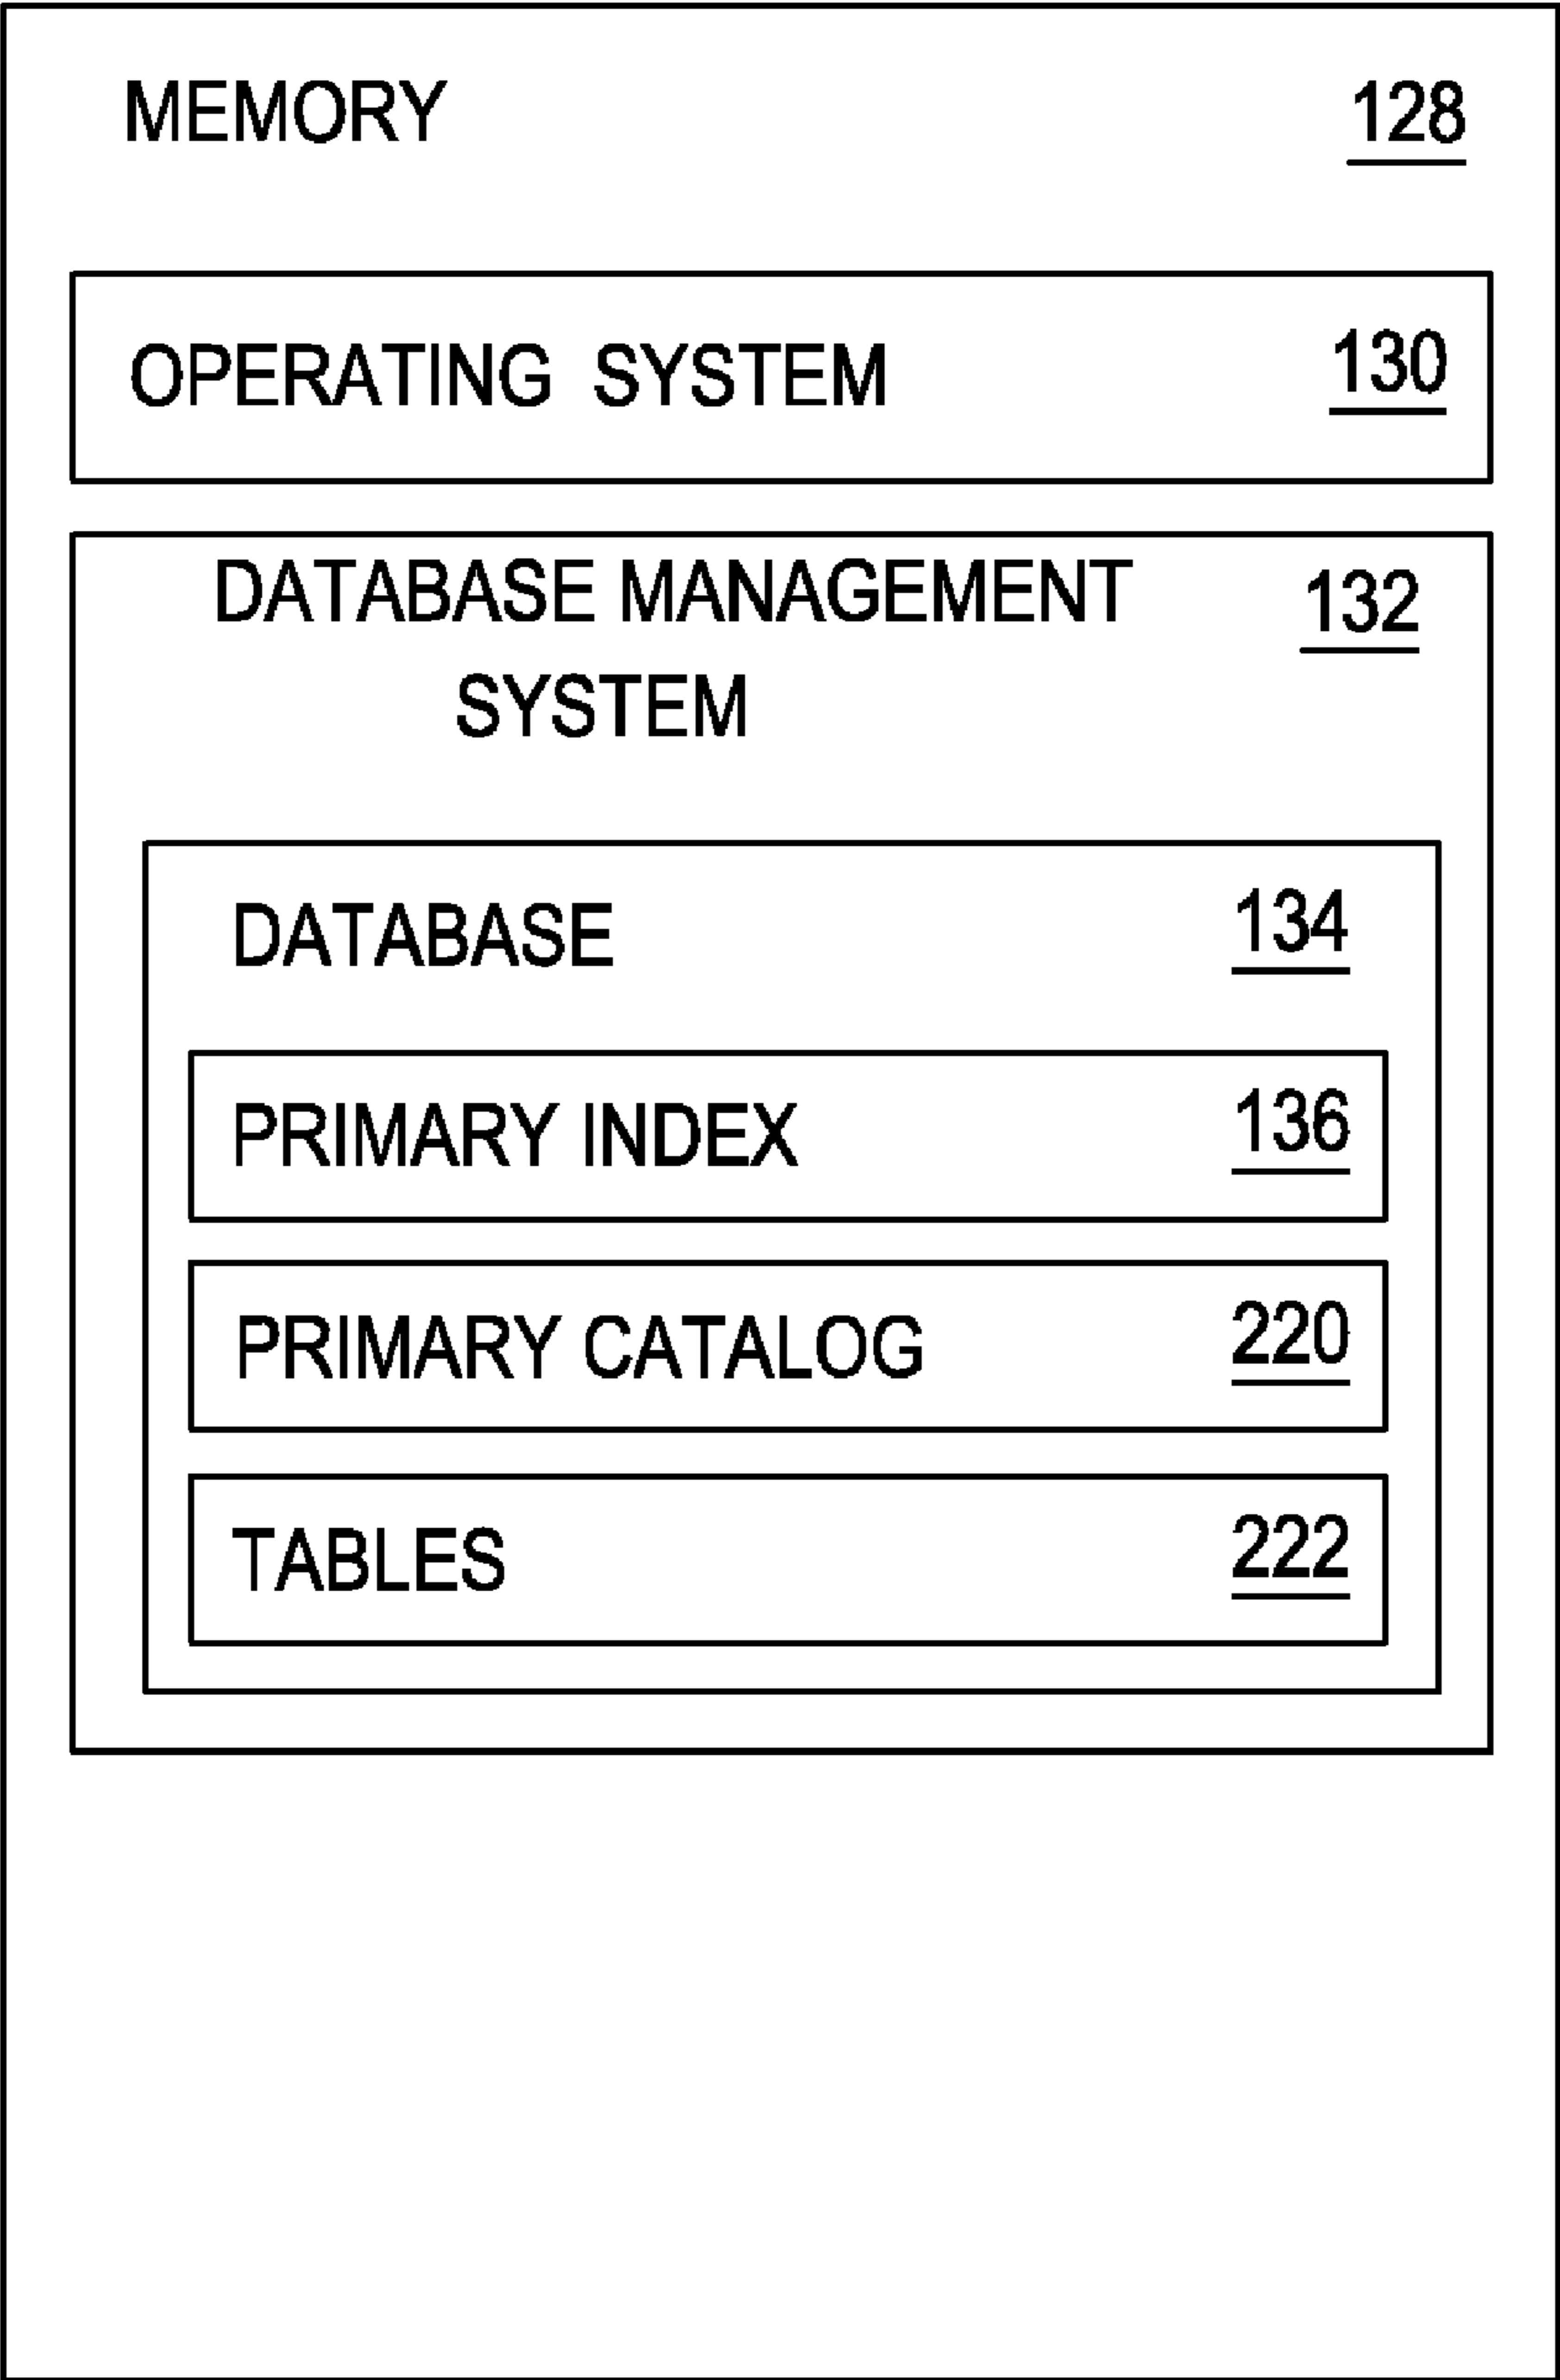 MEMORY 128
OPERATING SYSTEM 130
DATABASE MANAGEMENT 132
SYSTEM
DATABASE 134
PRIMARY INDEX 136
PRIMARY CATALOG 220
TABLES 222